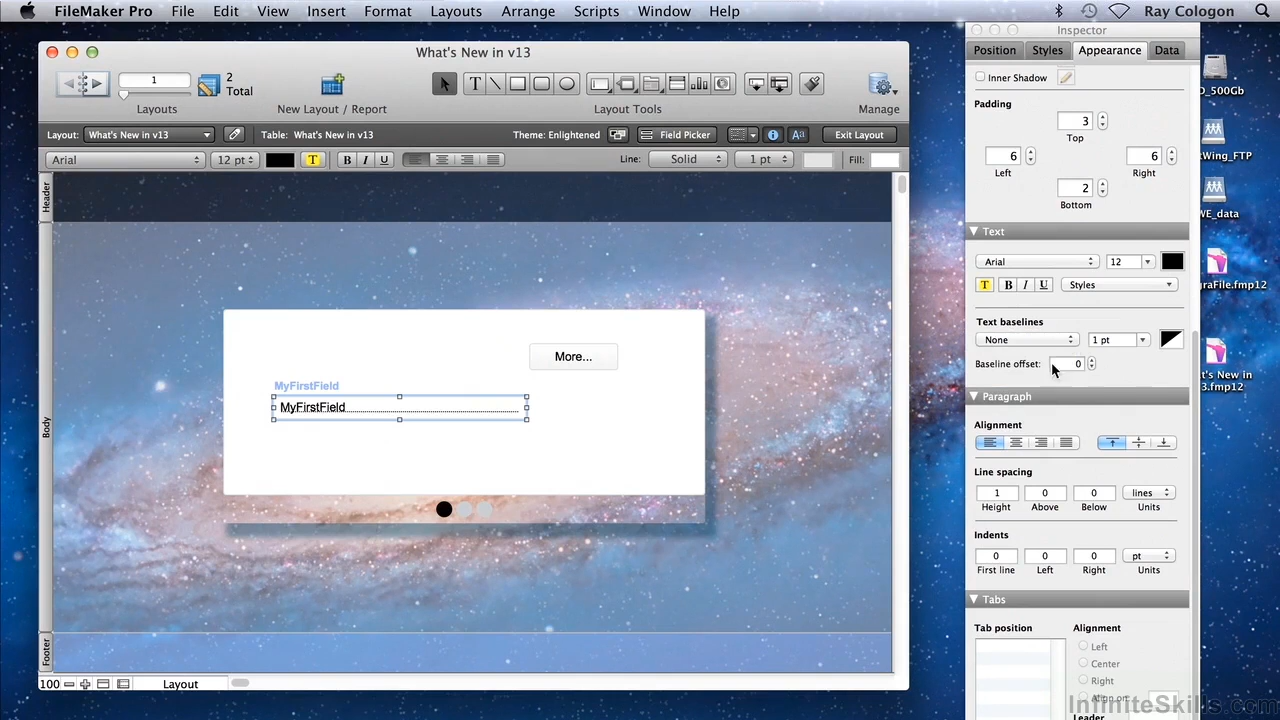 FileMaker Pro File Edit View Insert Format Layouts Arrange Scripts Window Help Ray Cologon
What's New in v13
1
2
Total
Layouts
New Layout / Report
Layout Tools
Manage
Layout: What's New in v13 Table: What's New in v13 Theme: Enlightened Field Picker Aa Exit Layout
Arial 12 pt T B I U Line: Solid 1 pt Fill:
Header
Body
Footer
More...
MyFirstField
MyFirstField
100 Layout
Inspector
Position Styles Appearance Data
Inner Shadow
Padding
3
Top
6 6
Left Right
2
Bottom
Text
Arial 12
T B I U Styles
Text baselines
None 1 pt
Baseline offset: 0
Paragraph
Alignment
Line spacing
1 0 0 lines
Height Above Below Units
Indents
0 0 0 pt
First line Left Right Units
Tabs
Tab position Alignment
Left
Center
Right
Align on:
Leader
D_500Gb
tWing_FTP
WE_data
graFile.fmp12
t's New in
3.fmp12
InfiniteSkills.com